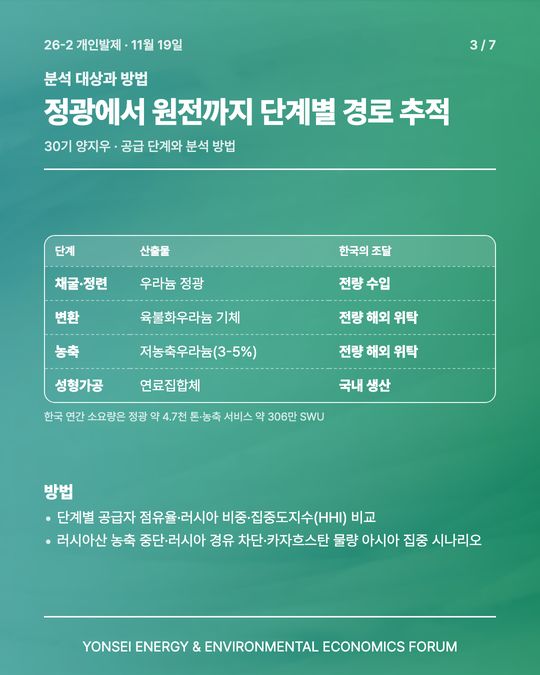 26-2 개인발제 · 11월 19일
3 / 7
분석 대상과 방법
정광에서 원전까지 단계별 경로 추적
30기 양지우 · 공급 단계와 분석 방법
단계 산출물 한국의 조달
채굴·정련 우라늄 정광 전량 수입
변환 육불화우라늄 기체 전량 해외 위탁
농축 저농축우라늄(3-5%) 전량 해외 위탁
성형가공 연료집합체 국내 생산
한국 연간 소요량은 정광 약 4.7천 톤·농축 서비스 약 306만 SWU
방법
• 단계별 공급자 점유율·러시아 비중·집중도지수(HHI) 비교
• 러시아산 농축 중단·러시아 경유 차단·카자흐스탄 물량 아시아 집중 시나리오
YONSEI ENERGY & ENVIRONMENTAL ECONOMICS FORUM